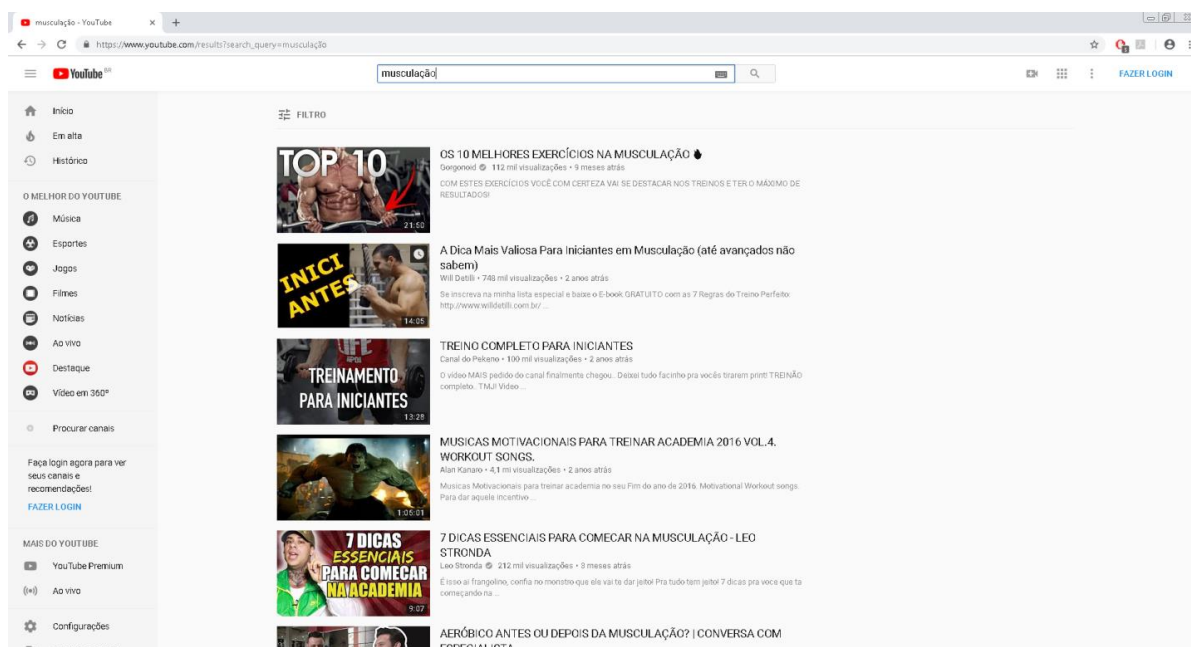 musculação - YouTube
https://www.youtube.com/results?search_query=musculação
YouTube BR
musculação
FAZER LOGIN
Início
Em alta
Histórico
O MELHOR DO YOUTUBE
Música
Esportes
Jogos
Filmes
Notícias
Ao vivo
Destaque
Vídeo em 360°
Procurar canais
Faça login agora para ver
seus canais e
recomendações!
FAZER LOGIN
MAIS DO YOUTUBE
YouTube Premium
Ao vivo
Configurações
FILTRO
TOP 10
21:50
OS 10 MELHORES EXERCÍCIOS NA MUSCULAÇÃO
Gorgonoid • 112 mil visualizações • 9 meses atrás
COM ESTES EXERCÍCIOS VOCÊ COM CERTEZA VAI SE DESTACAR NOS TREINOS E TER O MÁXIMO DE
RESULTADOS!
INICI
ANTES
14:05
A Dica Mais Valiosa Para Iniciantes em Musculação (até avançados não
sabem)
Will Detilli • 748 mil visualizações • 2 anos atrás
Se inscreva na minha lista especial e baixe o E-book GRATUITO com as 7 Regras do Treino Perfeito:
http://www.willdetilli.com.br/ ...
TREINAMENTO
PARA INICIANTES
13:28
TREINO COMPLETO PARA INICIANTES
Canal do Pekeno • 100 mil visualizações • 2 anos atrás
O vídeo MAIS pedido do canal finalmente chegou.. Deixei tudo facinho pra vocês tirarem print! TREINÃO
completo.. TMJ! Video ...
1:05:01
MUSICAS MOTIVACIONAIS PARA TREINAR ACADEMIA 2016 VOL.4.
WORKOUT SONGS.
Alan Kanaro • 4,1 mi visualizações • 2 anos atrás
Musicas Motivacionais para treinar academia no seu Fim do ano de 2016. Motivational Workout songs.
Para dar aquele incentivo ...
7 DICAS
ESSENCIAIS
PARA COMEÇAR
NA ACADEMIA
9:07
7 DICAS ESSENCIAIS PARA COMECAR NA MUSCULAÇÃO - LEO
STRONDA
Leo Stronda • 212 mil visualizações • 3 meses atrás
É isso ai frangolino, confia no monstro que ele vai te dar jeito! Pra tudo tem jeito! 7 dicas pra voce que ta
começando na ...
AERÓBICO ANTES OU DEPOIS DA MUSCULAÇÃO? | CONVERSA COM
ESPECIALISTA